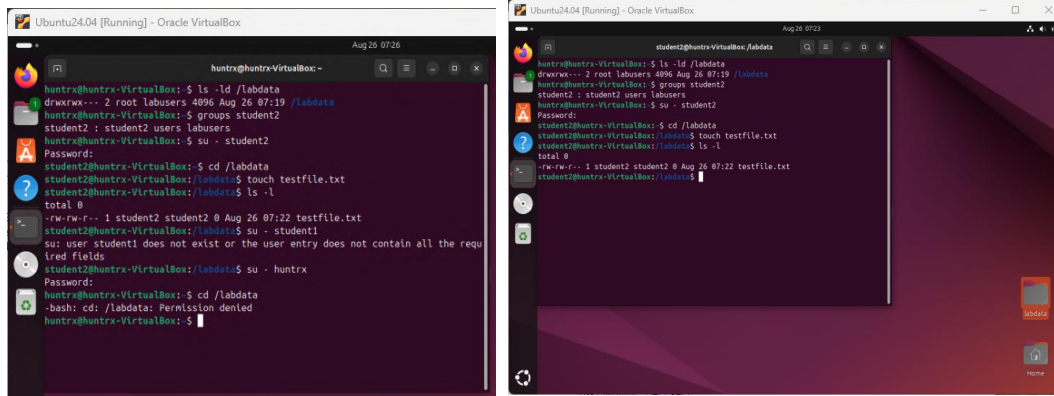 Ubuntu24.04 [Running] - Oracle VirtualBox
Aug 26 07:26
huntrx@huntrx-VirtualBox: ~
huntrx@huntrx-VirtualBox:~$ ls -ld /labdata
drwxrwx--- 2 root labusers 4096 Aug 26 07:19 /labdata
huntrx@huntrx-VirtualBox:~$ groups student2
student2 : student2 users labusers
huntrx@huntrx-VirtualBox:~$ su - student2
Password:
student2@huntrx-VirtualBox:~$ cd /labdata
student2@huntrx-VirtualBox:/labdata$ touch testfile.txt
student2@huntrx-VirtualBox:/labdata$ ls -l
total 0
-rw-rw-r-- 1 student2 student2 0 Aug 26 07:22 testfile.txt
student2@huntrx-VirtualBox:/labdata$ su - student1
su: user student1 does not exist or the user entry does not contain all the requ
ired fields
student2@huntrx-VirtualBox:/labdata$ su - huntrx
Password:
huntrx@huntrx-VirtualBox:~$ cd /labdata
-bash: cd: /labdata: Permission denied
huntrx@huntrx-VirtualBox:~$
1
Ubuntu24.04 [Running] - Oracle VirtualBox
Aug 26 07:23
student2@huntrx-VirtualBox: /labdata
huntrx@huntrx-VirtualBox:~$ ls -ld /labdata
drwxrwx--- 2 root labusers 4096 Aug 26 07:19 /labdata
huntrx@huntrx-VirtualBox:~$ groups student2
student2 : student2 users labusers
huntrx@huntrx-VirtualBox:~$ su - student2
Password:
student2@huntrx-VirtualBox:~$ cd /labdata
student2@huntrx-VirtualBox:/labdata$ touch testfile.txt
student2@huntrx-VirtualBox:/labdata$ ls -l
total 0
-rw-rw-r-- 1 student2 student2 0 Aug 26 07:22 testfile.txt
student2@huntrx-VirtualBox:/labdata$
1
labdata
Home